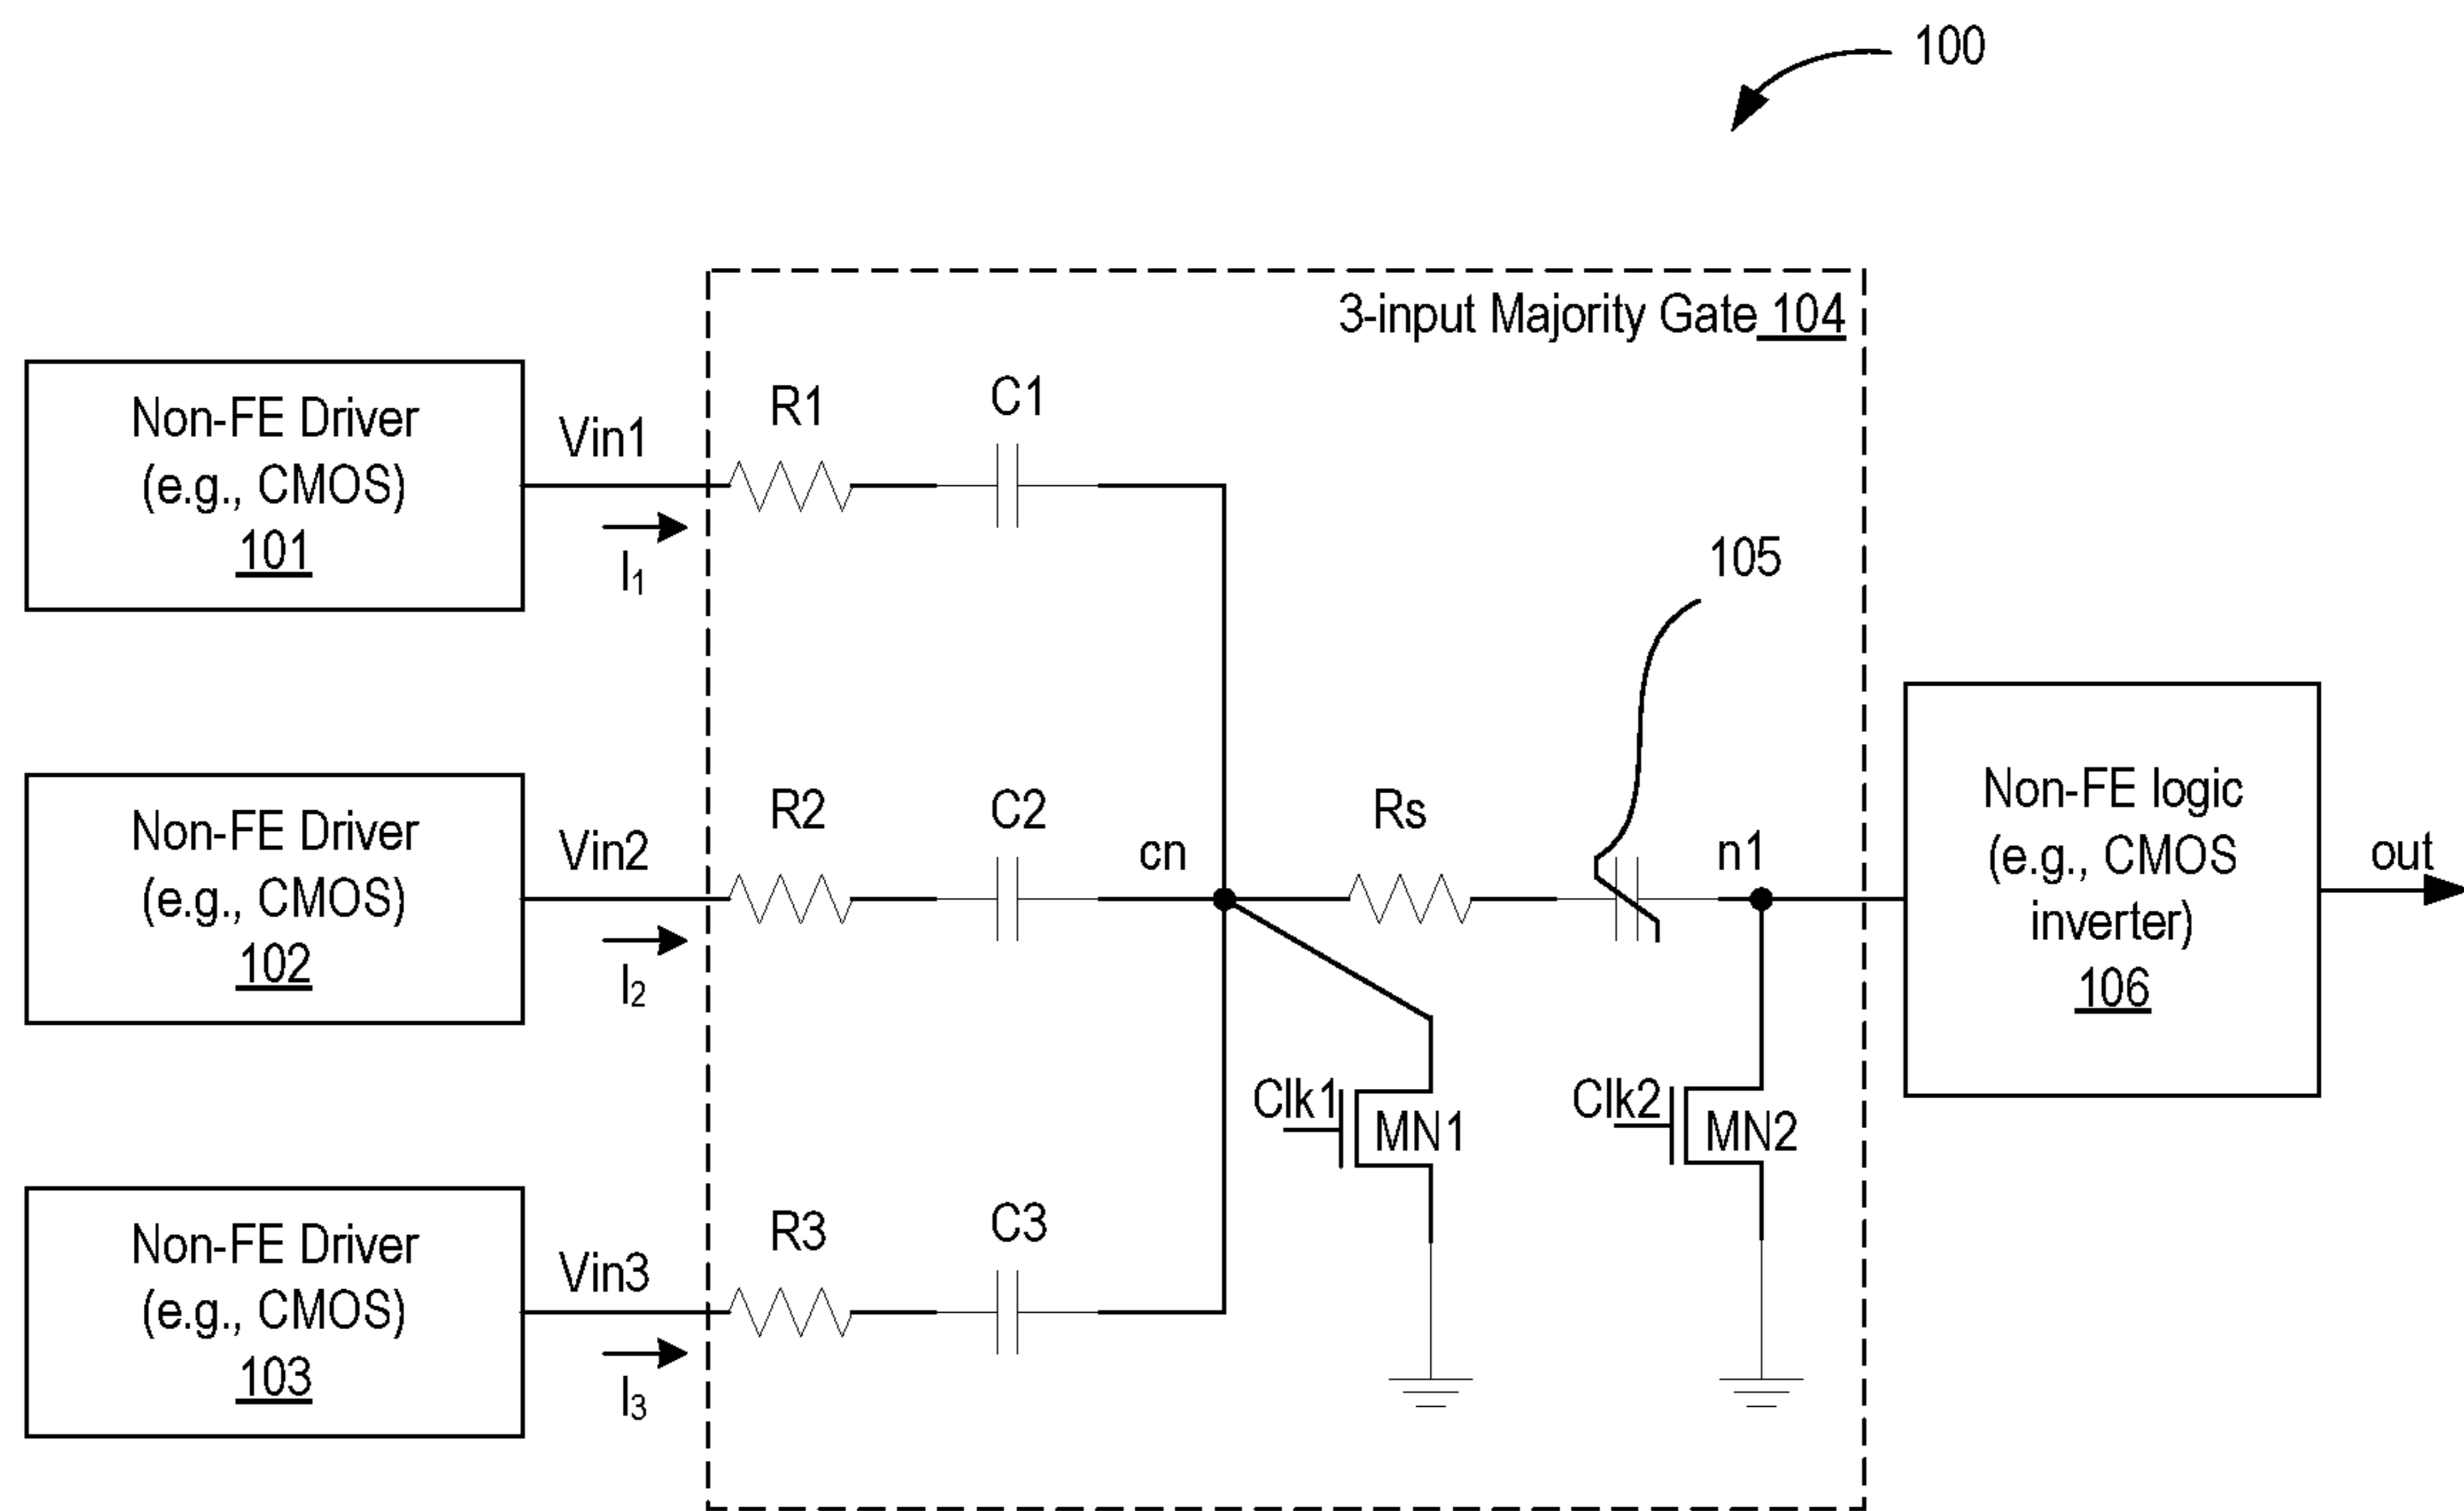 100
3-input Majority Gate 104
Non-FE Driver
(e.g., CMOS)
101
Vin1
I1
R1
C1
105
Non-FE Driver
(e.g., CMOS)
102
Vin2
I2
R2
C2
cn
Rs
n1
Non-FE logic
(e.g., CMOS
inverter)
106
out
Clk1
MN1
Clk2
MN2
Non-FE Driver
(e.g., CMOS)
103
Vin3
I3
R3
C3